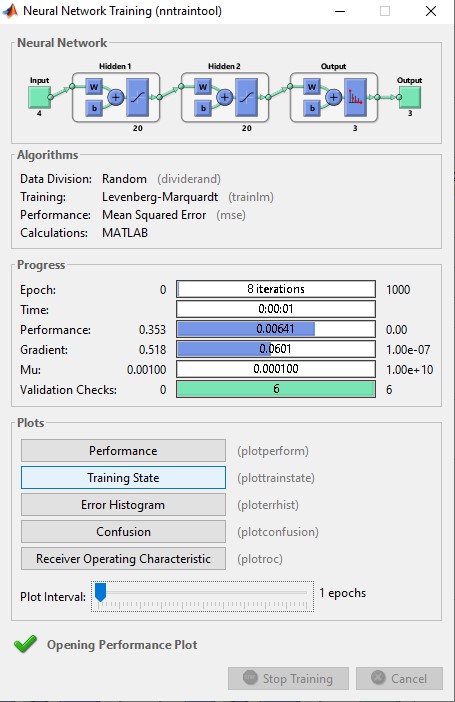 Neural Network Training (nntraintool)
Neural Network
Hidden 1 Hidden 2 Output
Input Output
W W W
b b b
+ + +
4 20 20 3 3
Algorithms
Data Division: Random (dividerand)
Training: Levenberg-Marquardt (trainlm)
Performance: Mean Squared Error (mse)
Calculations: MATLAB
Progress
Epoch: 0 8 iterations 1000
Time: 0:00:01
Performance: 0.353 0.00641 0.00
Gradient: 0.518 0.0601 1.00e-07
Mu: 0.00100 0.000100 1.00e+10
Validation Checks: 0 6 6
Plots
Performance (plotperform)
Training State (plottrainstate)
Error Histogram (ploterrhist)
Confusion (plotconfusion)
Receiver Operating Characteristic (plotroc)
Plot Interval: 1 epochs
Opening Performance Plot
Stop Training Cancel